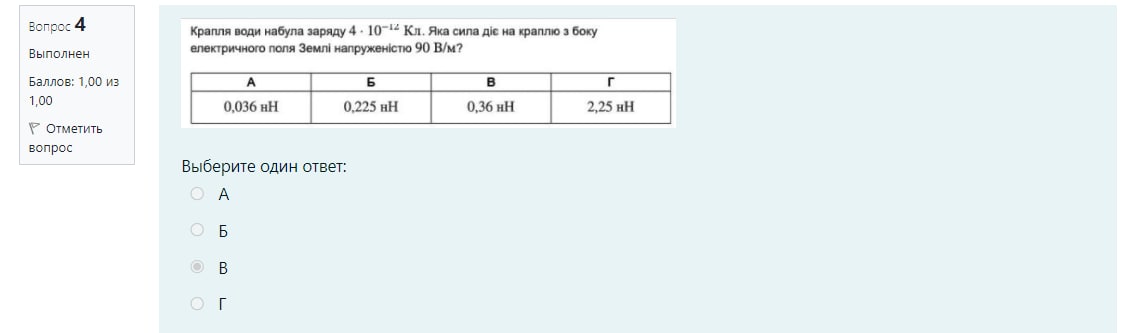 Вопрос 4
Выполнен
Баллов: 1,00 из
1,00
Отметить
вопрос
Крапля води набула заряду 4 · 10⁻¹² Кл. Яка сила діє на краплю з боку
електричного поля Землі напруженістю 90 В/м?
А Б В Г
0,036 нН 0,225 нН 0,36 нН 2,25 нН
Выберите один ответ:
А
Б
В
Г